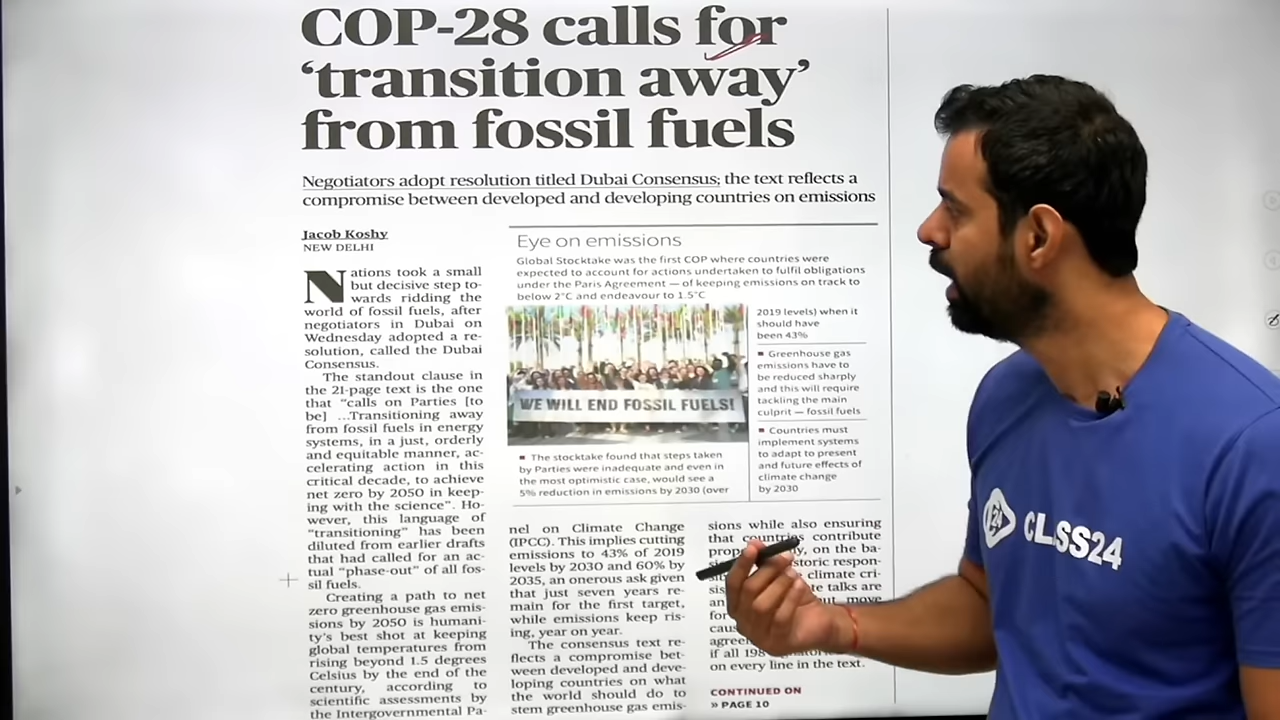 COP-28 calls for
‘transition away’
from fossil fuels
Negotiators adopt resolution titled Dubai Consensus; the text reflects a
compromise between developed and developing countries on emissions
Jacob Koshy
NEW DELHI
Nations took a small
but decisive step to-
wards ridding the
world of fossil fuels, after
negotiators in Dubai on
Wednesday adopted a re-
solution, called the Dubai
Consensus.
The standout clause in
the 21-page text is the one
that “calls on Parties [to
be] ...Transitioning away
from fossil fuels in energy
systems, in a just, orderly
and equitable manner, ac-
celerating action in this
critical decade, to achieve
net zero by 2050 in keep-
ing with the science”. Ho-
wever, this language of
“transitioning” has been
diluted from earlier drafts
that had called for an ac-
tual “phase-out” of all fos-
sil fuels.
Creating a path to net
zero greenhouse gas emis-
sions by 2050 is humani-
ty’s best shot at keeping
global temperatures from
rising beyond 1.5 degrees
Celsius by the end of the
century, according to
scientific assessments by
the Intergovernmental Pa-
Eye on emissions
Global Stocktake was the first COP where countries were
expected to account for actions undertaken to fulfil obligations
under the Paris Agreement — of keeping emissions on track to
below 2°C and endeavour to 1.5°C
WE WILL END FOSSIL FUELS!
The stocktake found that steps taken
by Parties were inadequate and even in
the most optimistic case, would see a
5% reduction in emissions by 2030 (over
2019 levels) when it
should have
been 43%
Greenhouse gas
emissions have to
be reduced sharply
and this will require
tackling the main
culprit — fossil fuels
Countries must
implement systems
to adapt to present
and future effects of
climate change
by 2030
nel on Climate Change
(IPCC). This implies cutting
emissions to 43% of 2019
levels by 2030 and 60% by
2035, an onerous ask given
that just seven years re-
main for the first target,
while emissions keep ris-
ing, year on year.
The consensus text re-
flects a compromise bet-
ween developed and deve-
loping countries on what
the world should do to
stem greenhouse gas emis-
sions while also ensuring
that countries contribute
on the ba-
respon-
climate cri-
talks are
move
for
if all 198
on every line in the text.
CONTINUED ON
» PAGE 10
CLASS24